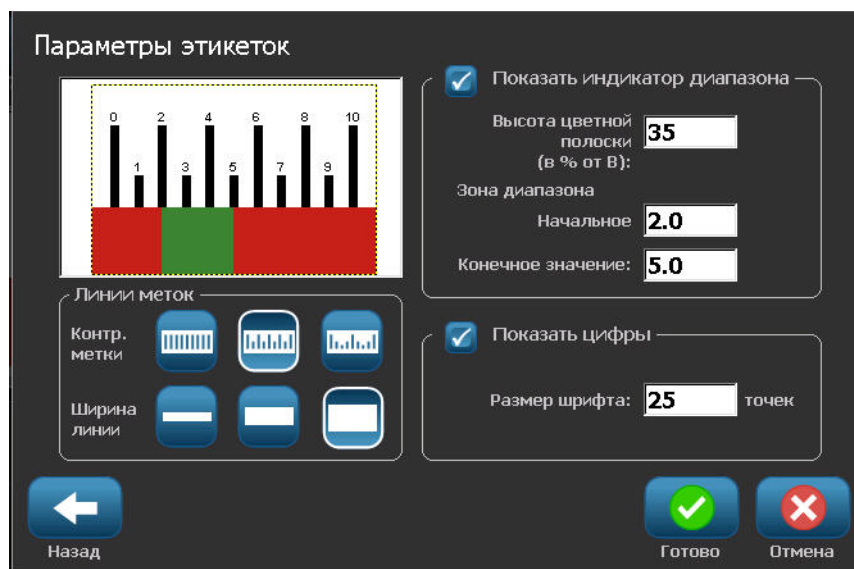 Параметры этикеток
0 2 4 6 8 10
1 3 5 7 9
Линии меток
Контр.
метки
Ширина
линии
Показать индикатор диапазона
Высота цветной
полоски
(в % от В):
35
Зона диапазона
Начальное 2.0
Конечное значение: 5.0
Показать цифры
Размер шрифта: 25 точек
Назад
Готово
Отмена